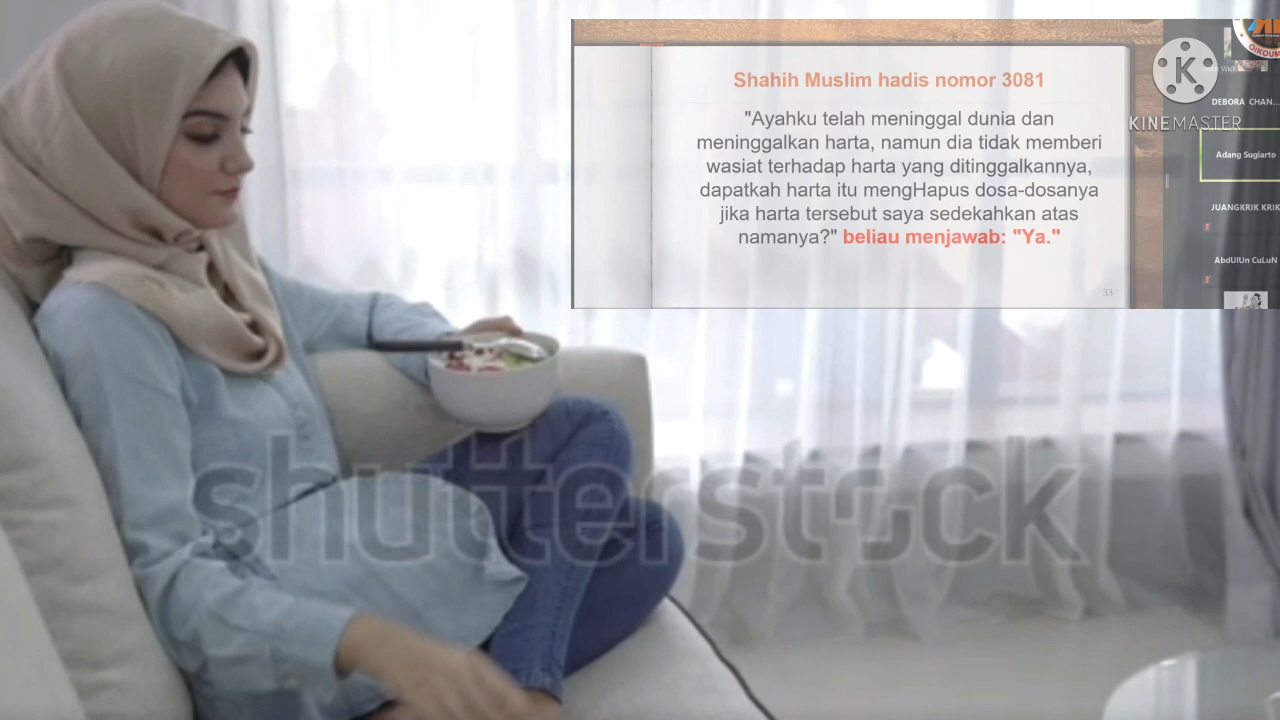 Shahih Muslim hadis nomor 3081
"Ayahku telah meninggal dunia dan
meninggalkan harta, namun dia tidak memberi
wasiat terhadap harta yang ditinggalkannya,
dapatkah harta itu mengHapus dosa-dosanya
jika harta tersebut saya sedekahkan atas
namanya?" beliau menjawab: "Ya."
33
K
KINEMASTER
DEBORA CHAN...
Adang Sugiarto
JUANGKRIK KRIK
AbdUlUn CuLuN
shutterstock